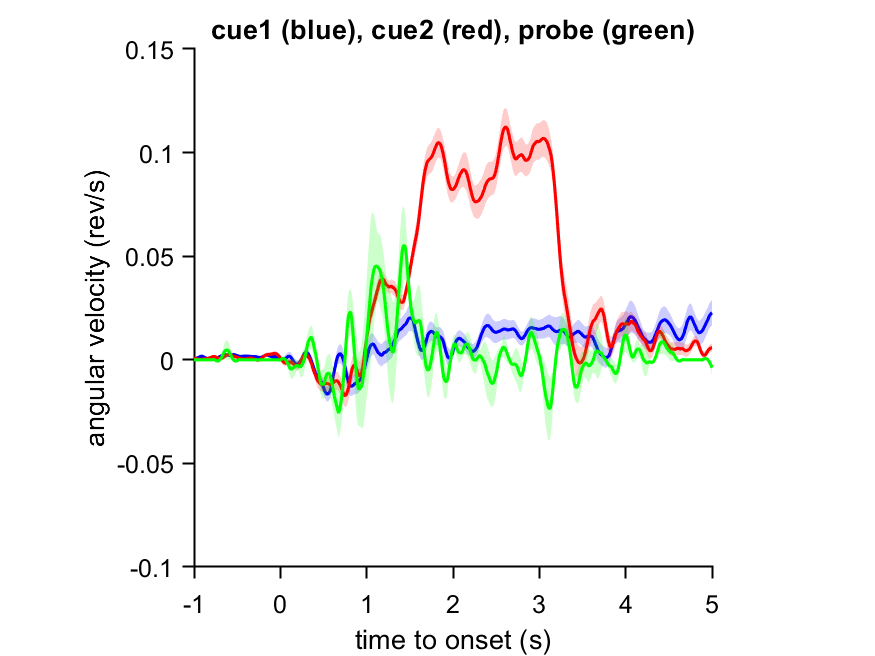 cue1 (blue), cue2 (red), probe (green)
0.15
0.1
0.05
0
-0.05
-0.1
angular velocity (rev/s)
-1 0 1 2 3 4 5
time to onset (s)